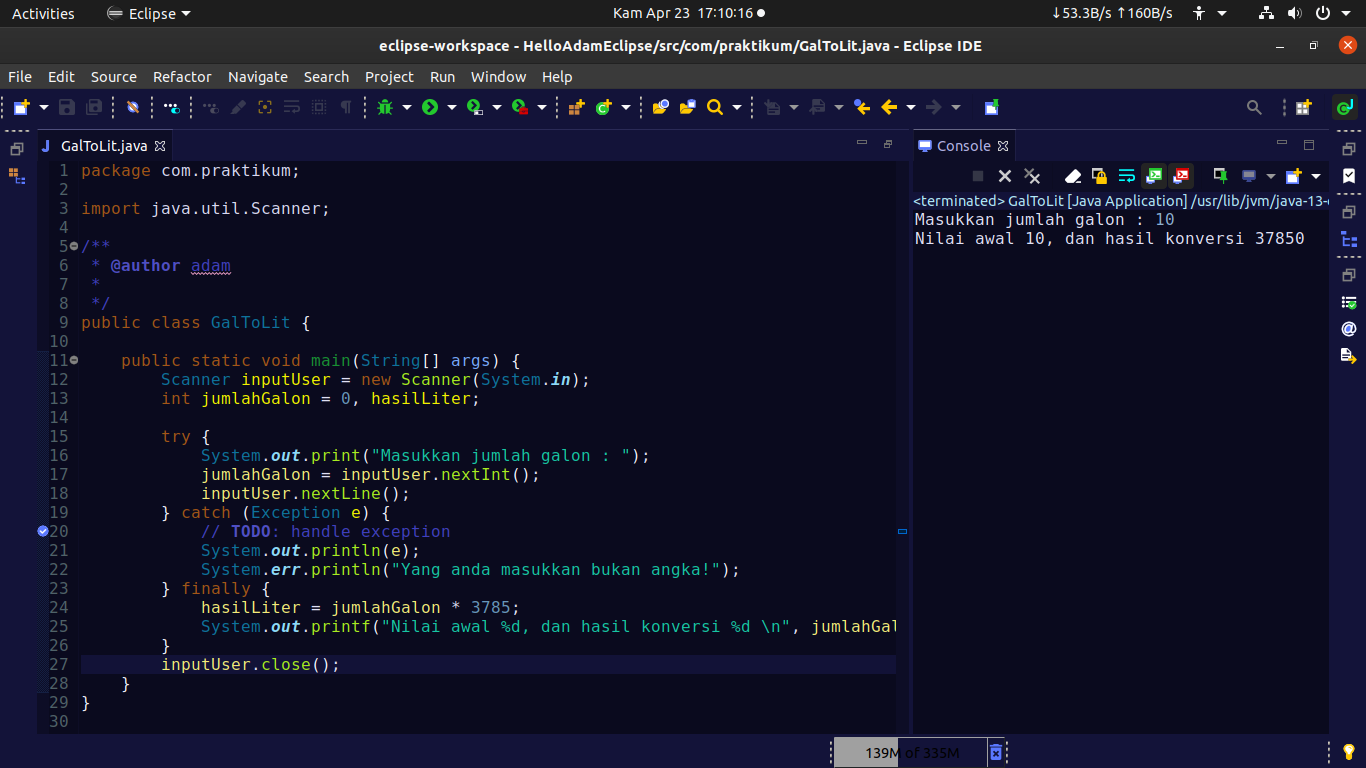 Activities Eclipse Kam Apr 23 17:10:16 ↓53.3B/s ↑160B/s
eclipse-workspace - HelloAdamEclipse/src/com/praktikum/GalToLit.java - Eclipse IDE
File Edit Source Refactor Navigate Search Project Run Window Help
GalToLit.java
1 package com.praktikum;
2
3 import java.util.Scanner;
4
5 /**
6  * @author adam
7  *
8  */
9 public class GalToLit {
10
11     public static void main(String[] args) {
12         Scanner inputUser = new Scanner(System.in);
13         int jumlahGalon = 0, hasilLiter;
14
15         try {
16             System.out.print("Masukkan jumlah galon : ");
17             jumlahGalon = inputUser.nextInt();
18             inputUser.nextLine();
19         } catch (Exception e) {
20             // TODO: handle exception
21             System.out.println(e);
22             System.err.println("Yang anda masukkan bukan angka!");
23         } finally {
24             hasilLiter = jumlahGalon * 3785;
25             System.out.printf("Nilai awal %d, dan hasil konversi %d \n", jumlahGal
26         }
27         inputUser.close();
28     }
29 }
30
Console
<terminated> GalToLit [Java Application] /usr/lib/jvm/java-13-
Masukkan jumlah galon : 10
Nilai awal 10, dan hasil konversi 37850
139M of 335M